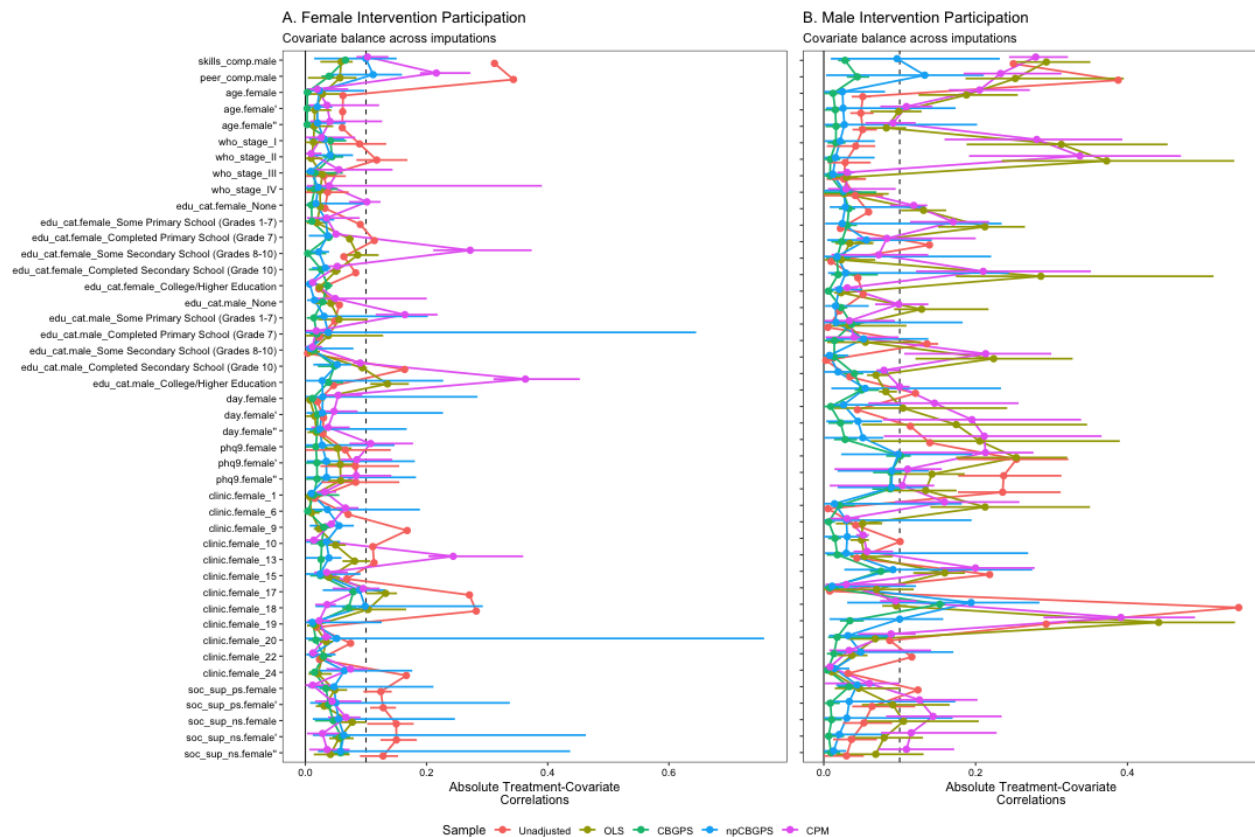 A. Female Intervention Participation
Covariate balance across imputations
B. Male Intervention Participation
Covariate balance across imputations
skills_comp.male
peer_comp.male
age.female
age.female'
age.female''
who_stage_I
who_stage_II
who_stage_III
who_stage_IV
edu_cat.female_None
edu_cat.female_Some Primary School (Grades 1-7)
edu_cat.female_Completed Primary School (Grade 7)
edu_cat.female_Some Secondary School (Grades 8-10)
edu_cat.female_Completed Secondary School (Grade 10)
edu_cat.female_College/Higher Education
edu_cat.male_None
edu_cat.male_Some Primary School (Grades 1-7)
edu_cat.male_Completed Primary School (Grade 7)
edu_cat.male_Some Secondary School (Grades 8-10)
edu_cat.male_Completed Secondary School (Grade 10)
edu_cat.male_College/Higher Education
day.female
day.female'
day.female''
phq9.female
phq9.female'
phq9.female''
clinic.female_1
clinic.female_6
clinic.female_9
clinic.female_10
clinic.female_13
clinic.female_15
clinic.female_17
clinic.female_18
clinic.female_19
clinic.female_20
clinic.female_22
clinic.female_24
soc_sup_ps.female
soc_sup_ps.female'
soc_sup_ns.female
soc_sup_ns.female'
soc_sup_ns.female''
0.0 0.2 0.4 0.6
Absolute Treatment-Covariate
Correlations
0.0 0.2 0.4
Absolute Treatment-Covariate
Correlations
Sample Unadjusted OLS CBGPS npCBGPS CPM